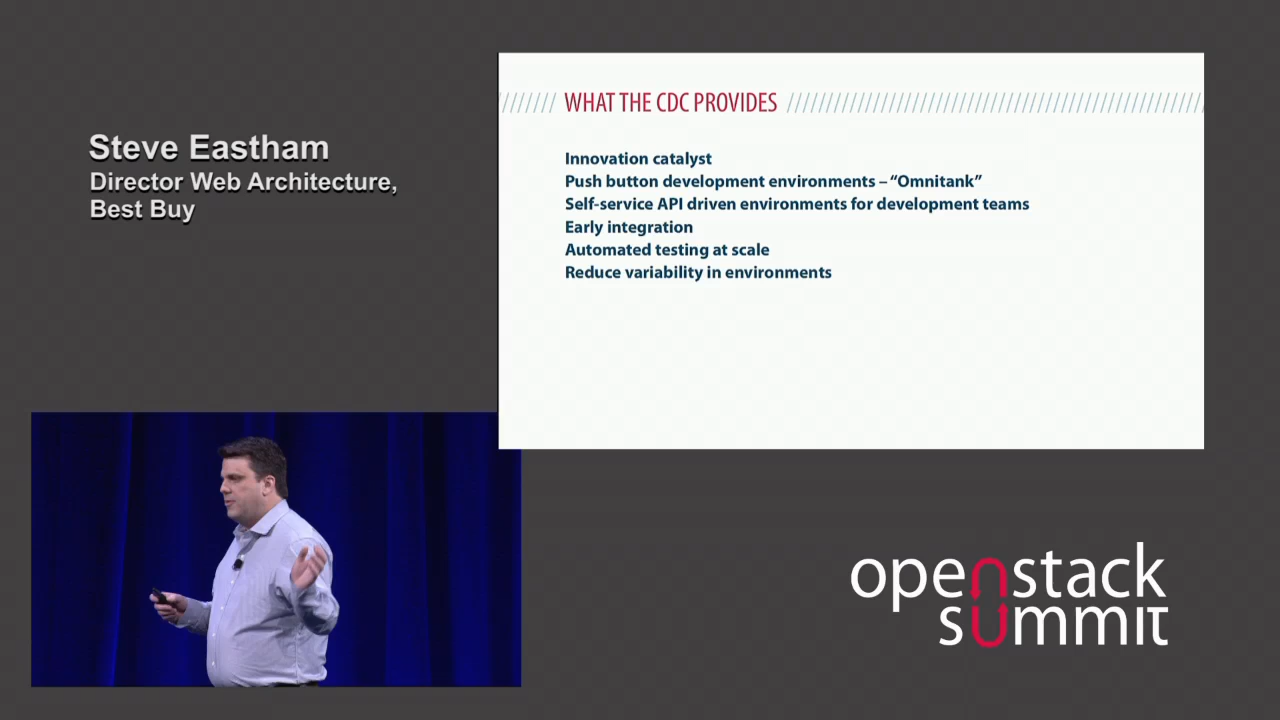 Steve Eastham
Director Web Architecture,
Best Buy
WHAT THE CDC PROVIDES
Innovation catalyst
Push button development environments – “Omnitank”
Self-service API driven environments for development teams
Early integration
Automated testing at scale
Reduce variability in environments
openstack
summit